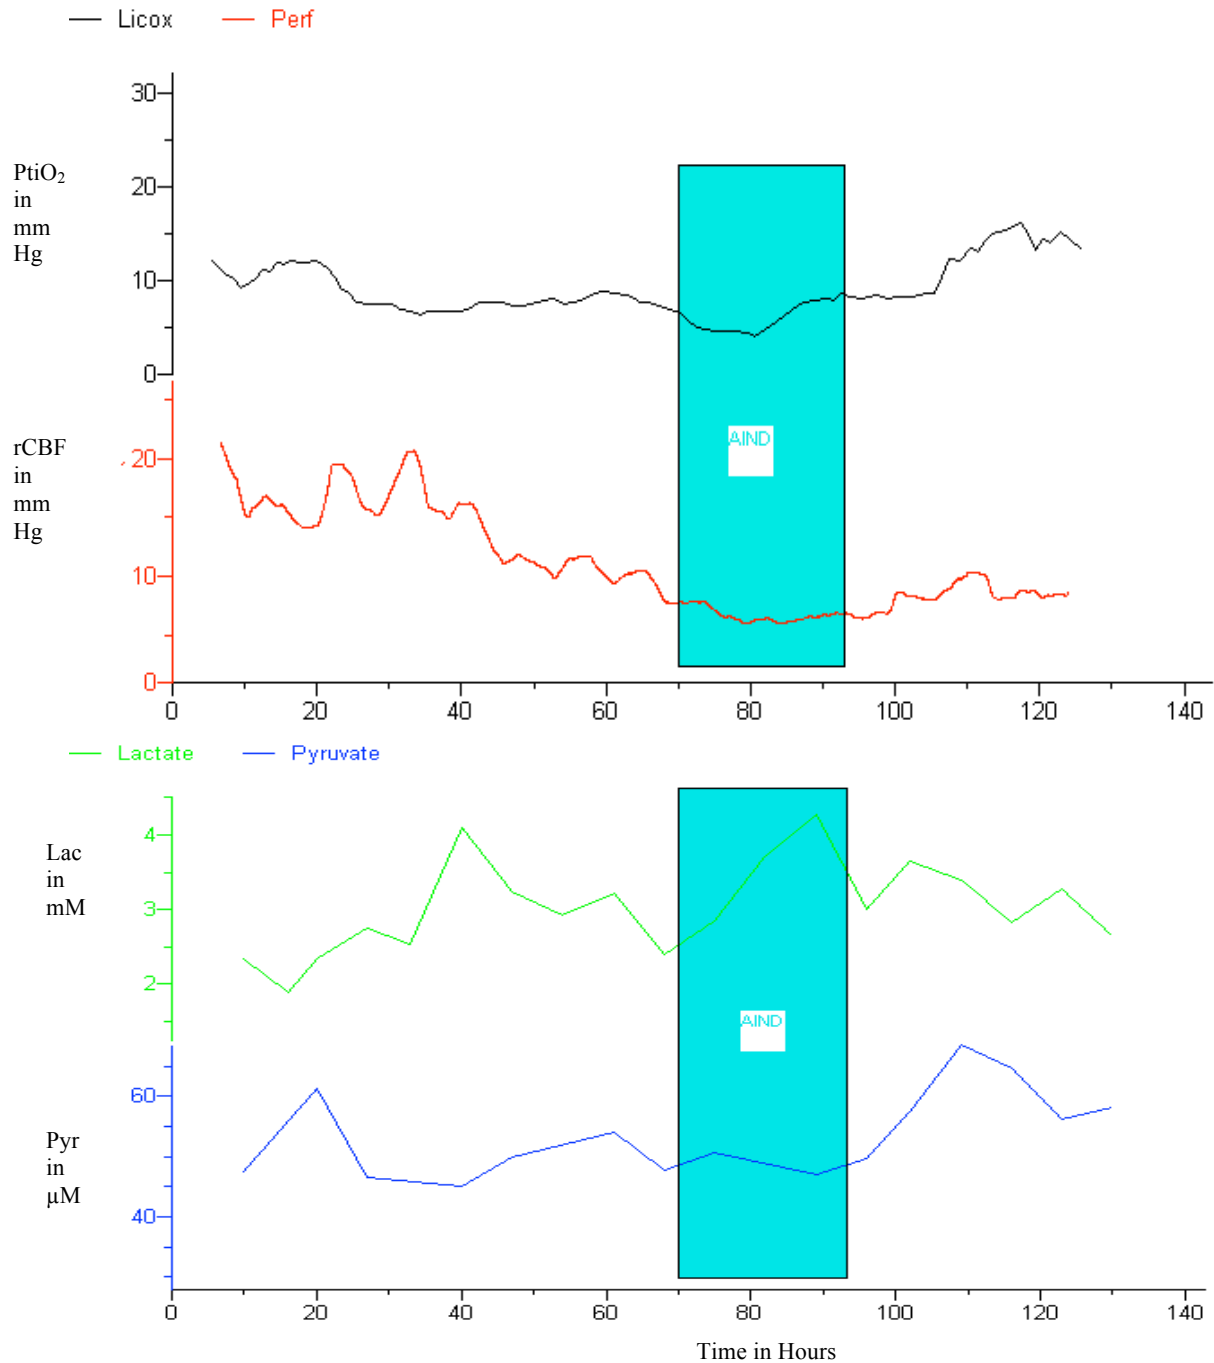 Licox Perf
30
PtiO2
in
mm
Hg
20
10
0
rCBF
in
mm
Hg
20
10
0
AIND
0 20 40 60 80 100 120 140
Lactate Pyruvate
Lac
in
mM
4
3
2
AIND
Pyr
in
µM
60
40
0 20 40 60 80 100 120 140
Time in Hours